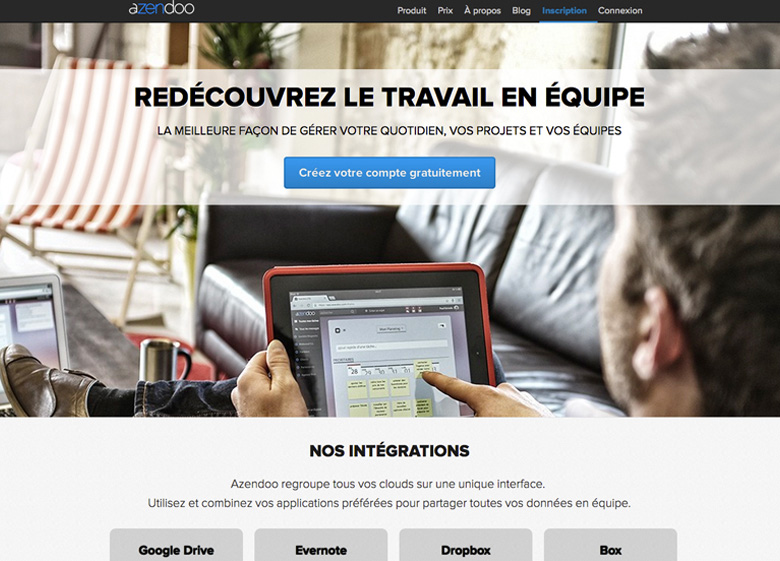 azendoo
Produit Prix À propos Blog Inscription Connexion
REDÉCOUVREZ LE TRAVAIL EN ÉQUIPE
LA MEILLEURE FAÇON DE GÉRER VOTRE QUOTIDIEN, VOS PROJETS ET VOS ÉQUIPES
Créez votre compte gratuitement
azendoo
28
NOS INTÉGRATIONS
Azendoo regroupe tous vos clouds sur une unique interface.
Utilisez et combinez vos applications préférées pour partager toutes vos données en équipe.
Google Drive Evernote Dropbox Box